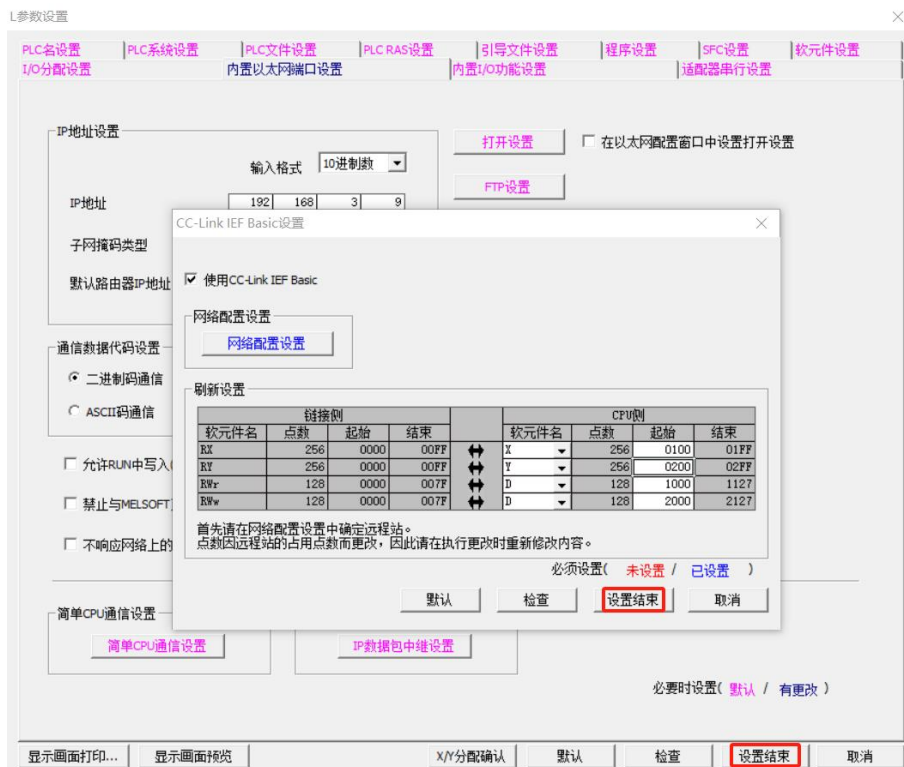 L参数设置
PLC名设置 PLC系统设置 PLC文件设置 PLC RAS设置 引导文件设置 程序设置 SFC设置 软元件设置
I/O分配设置 内置以太网端口设置 内置I/O功能设置 适配器串行设置
IP地址设置
输入格式 10进制数
IP地址 192 168 3 9
子网掩码类型
默认路由器IP地址
打开设置 在以太网配置窗口中设置打开设置
FTP设置
通信数据代码设置
二进制码通信
ASCII码通信
允许RUN中写入(
禁止与MELSOFT
不响应网络上的
CC-Link IEF Basic设置
使用CC-Link IEF Basic
网络配置设置
网络配置设置
刷新设置
链接侧 CPU侧
软元件名 点数 起始 结束 软元件名 点数 起始 结束
RX 256 0000 00FF X 256 0100 01FF
RY 256 0000 00FF Y 256 0200 02FF
RWr 128 0000 007F D 128 1000 1127
RWw 128 0000 007F D 128 2000 2127
首先请在网络配置设置中确定远程站。
点数因远程站的占用点数而更改，因此请在执行更改时重新修改内容。
必须设置( 未设置 / 已设置 )
默认 检查 设置结束 取消
简单CPU通信设置
简单CPU通信设置 IP数据包中继设置
必要时设置( 默认 / 有更改 )
显示画面打印... 显示画面预览 X/Y分配确认 默认 检查 设置结束 取消